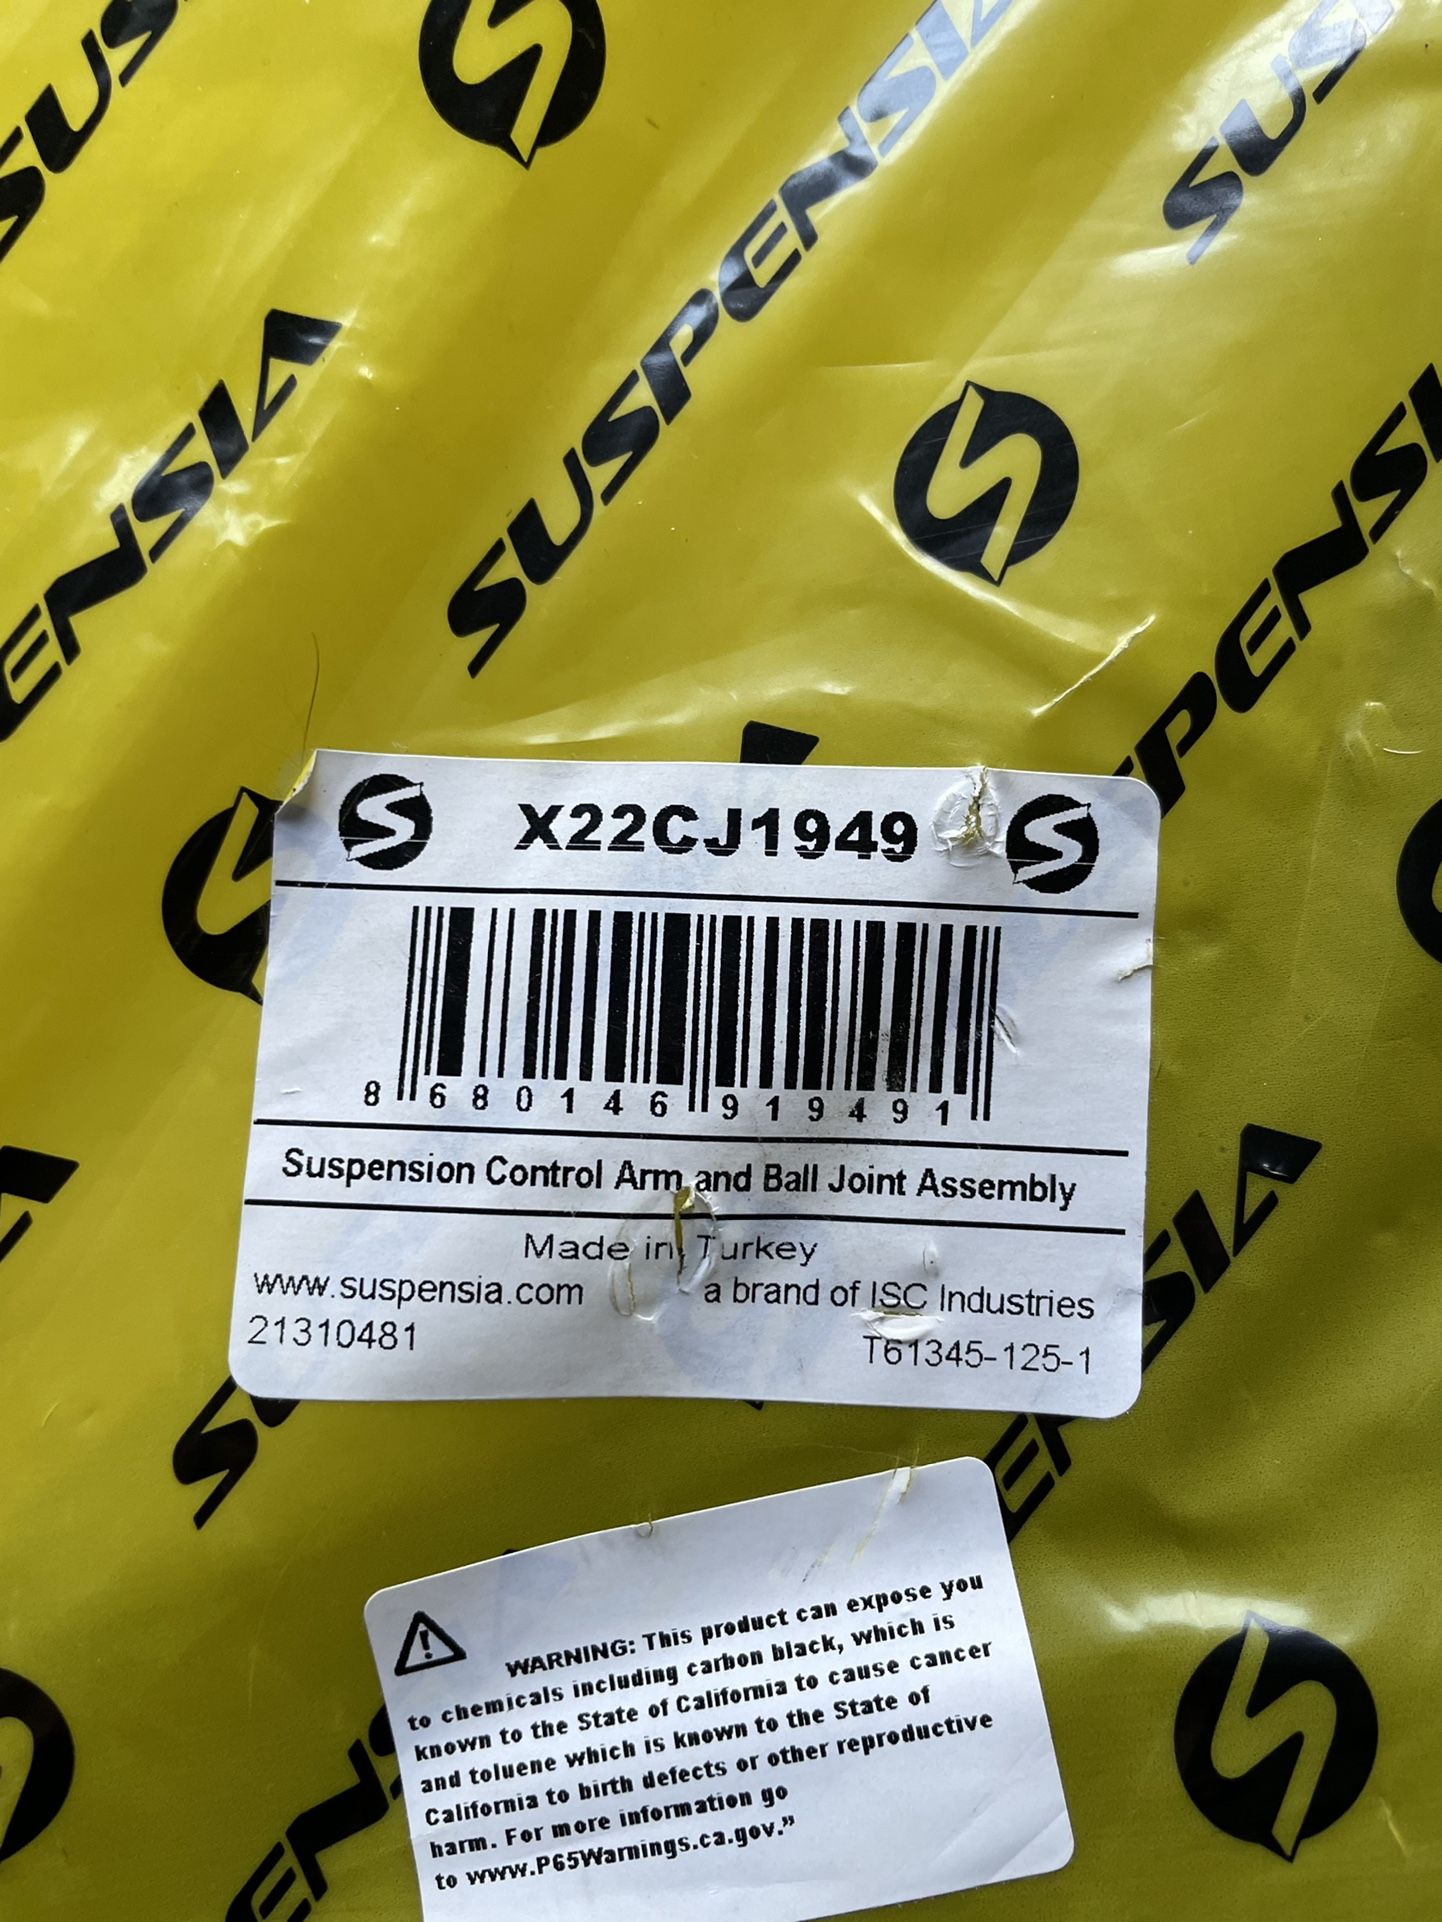 SUSPENSIA
SUSPENSIA
X22CJ1949
8 680146 919491
Suspension Control Arm and Ball Joint Assembly
Made in Turkey
www.suspensia.com a brand of ISC Industries
21310481 T61345-125-1
WARNING: This product can expose you
to chemicals including carbon black, which is
known to the State of California to cause cancer
and toluene which is known to the State of
California to birth defects or other reproductive
harm. For more information go
to www.P65Warnings.ca.gov.”